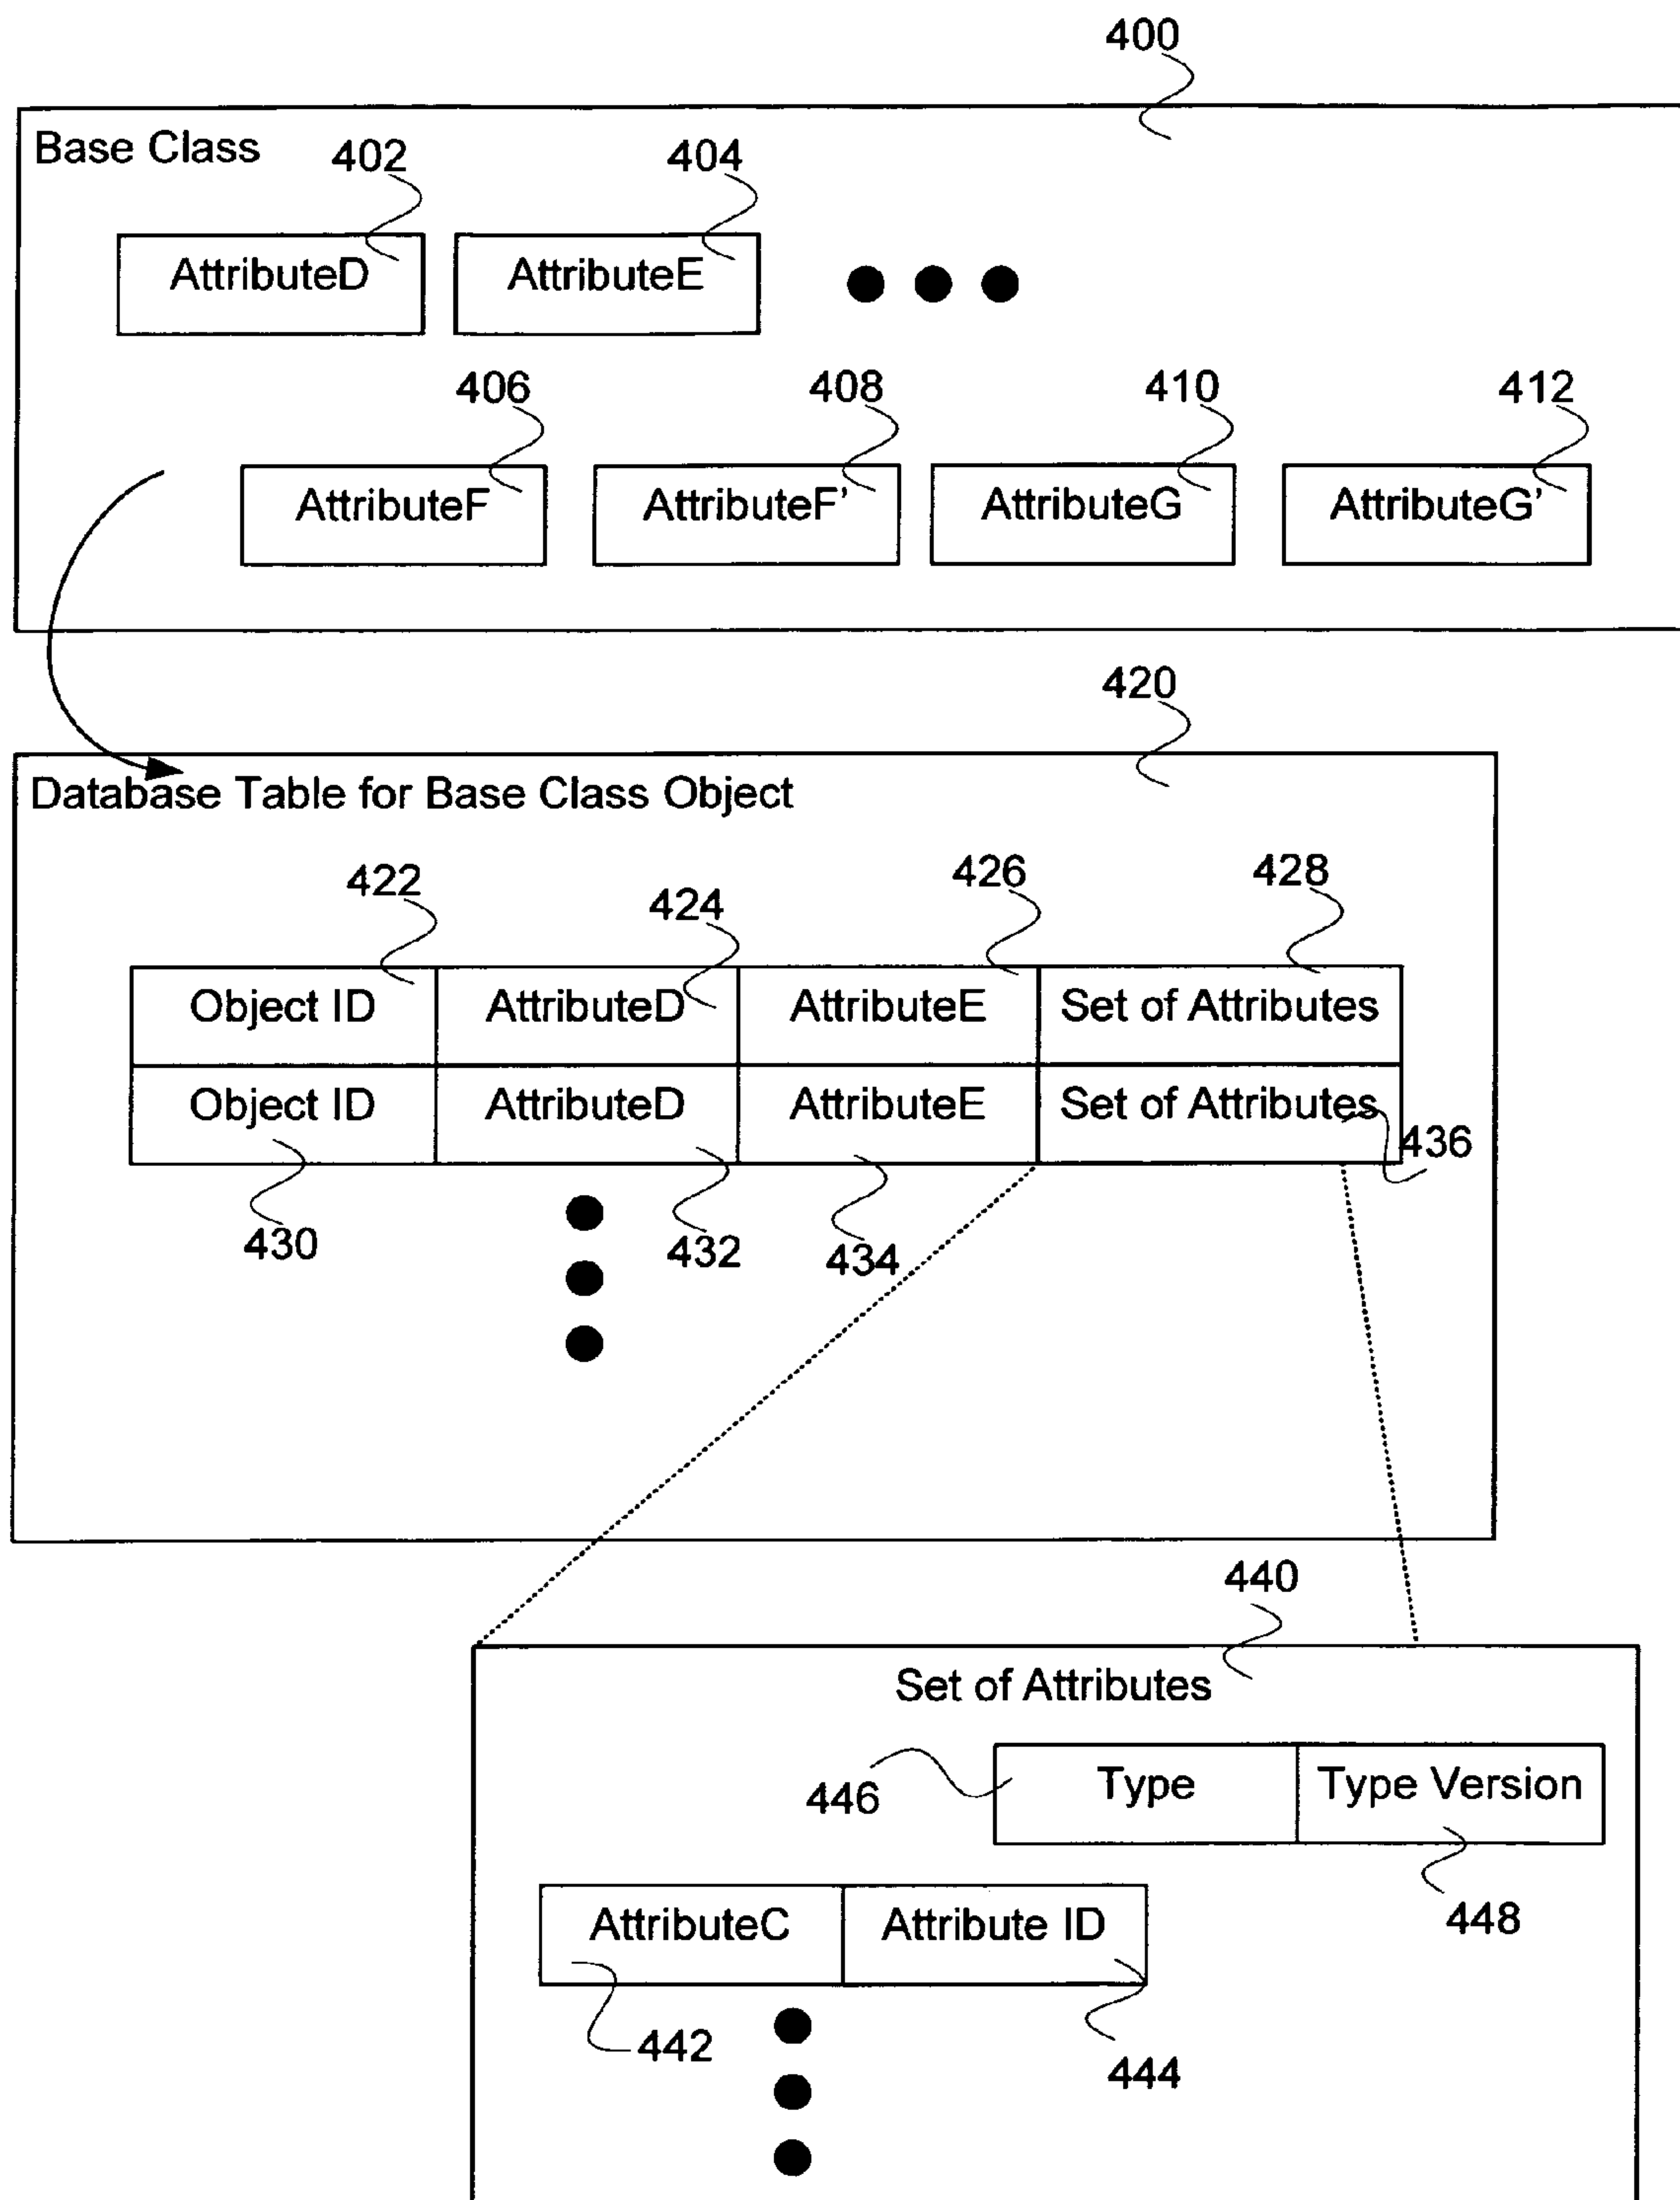 400
Base Class
402
404
AttributeD
AttributeE
406
408
410
412
AttributeF
AttributeF'
AttributeG
AttributeG'
420
Database Table for Base Class Object
422
424
426
428
Object ID
AttributeD
AttributeE
Set of Attributes
Object ID
AttributeD
AttributeE
Set of Attributes
436
430
432
434
440
Set of Attributes
446
Type
Type Version
448
AttributeC
Attribute ID
442
444